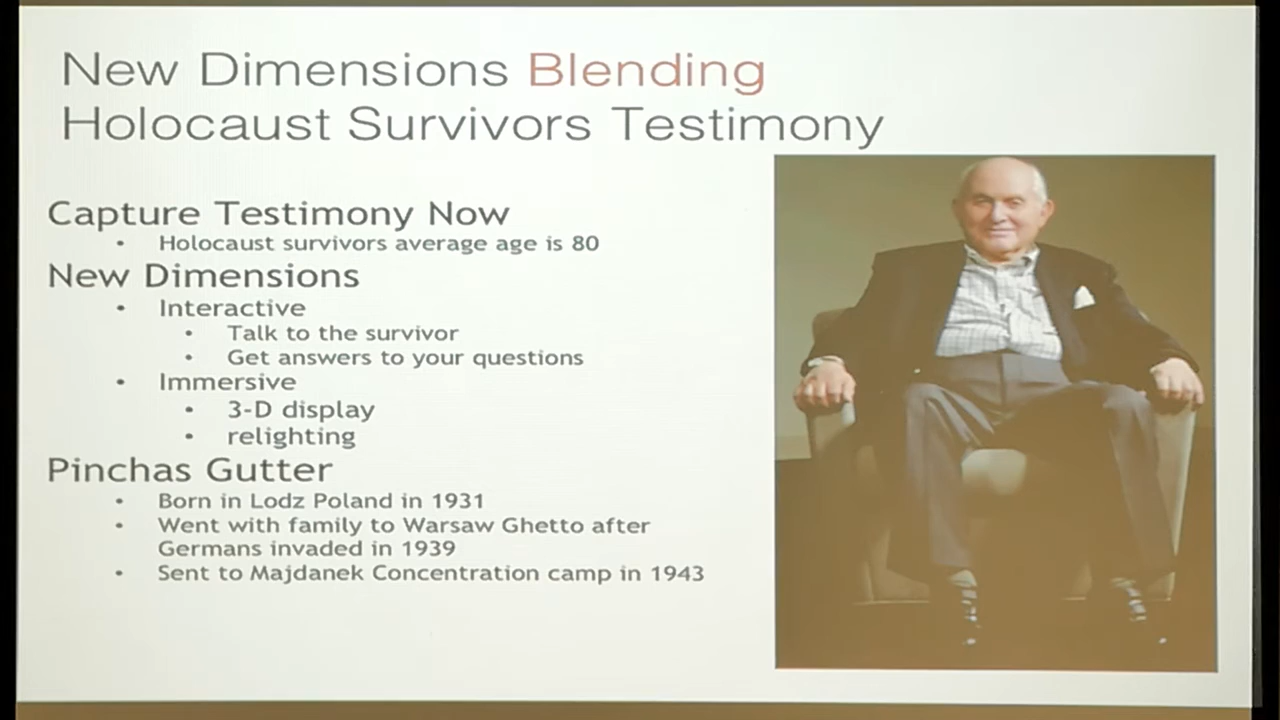 New Dimensions Blending
Holocaust Survivors Testimony
Capture Testimony Now
• Holocaust survivors average age is 80
New Dimensions
• Interactive
• Talk to the survivor
• Get answers to your questions
• Immersive
• 3-D display
• relighting
Pinchas Gutter
• Born in Lodz Poland in 1931
• Went with family to Warsaw Ghetto after
Germans invaded in 1939
• Sent to Majdanek Concentration camp in 1943